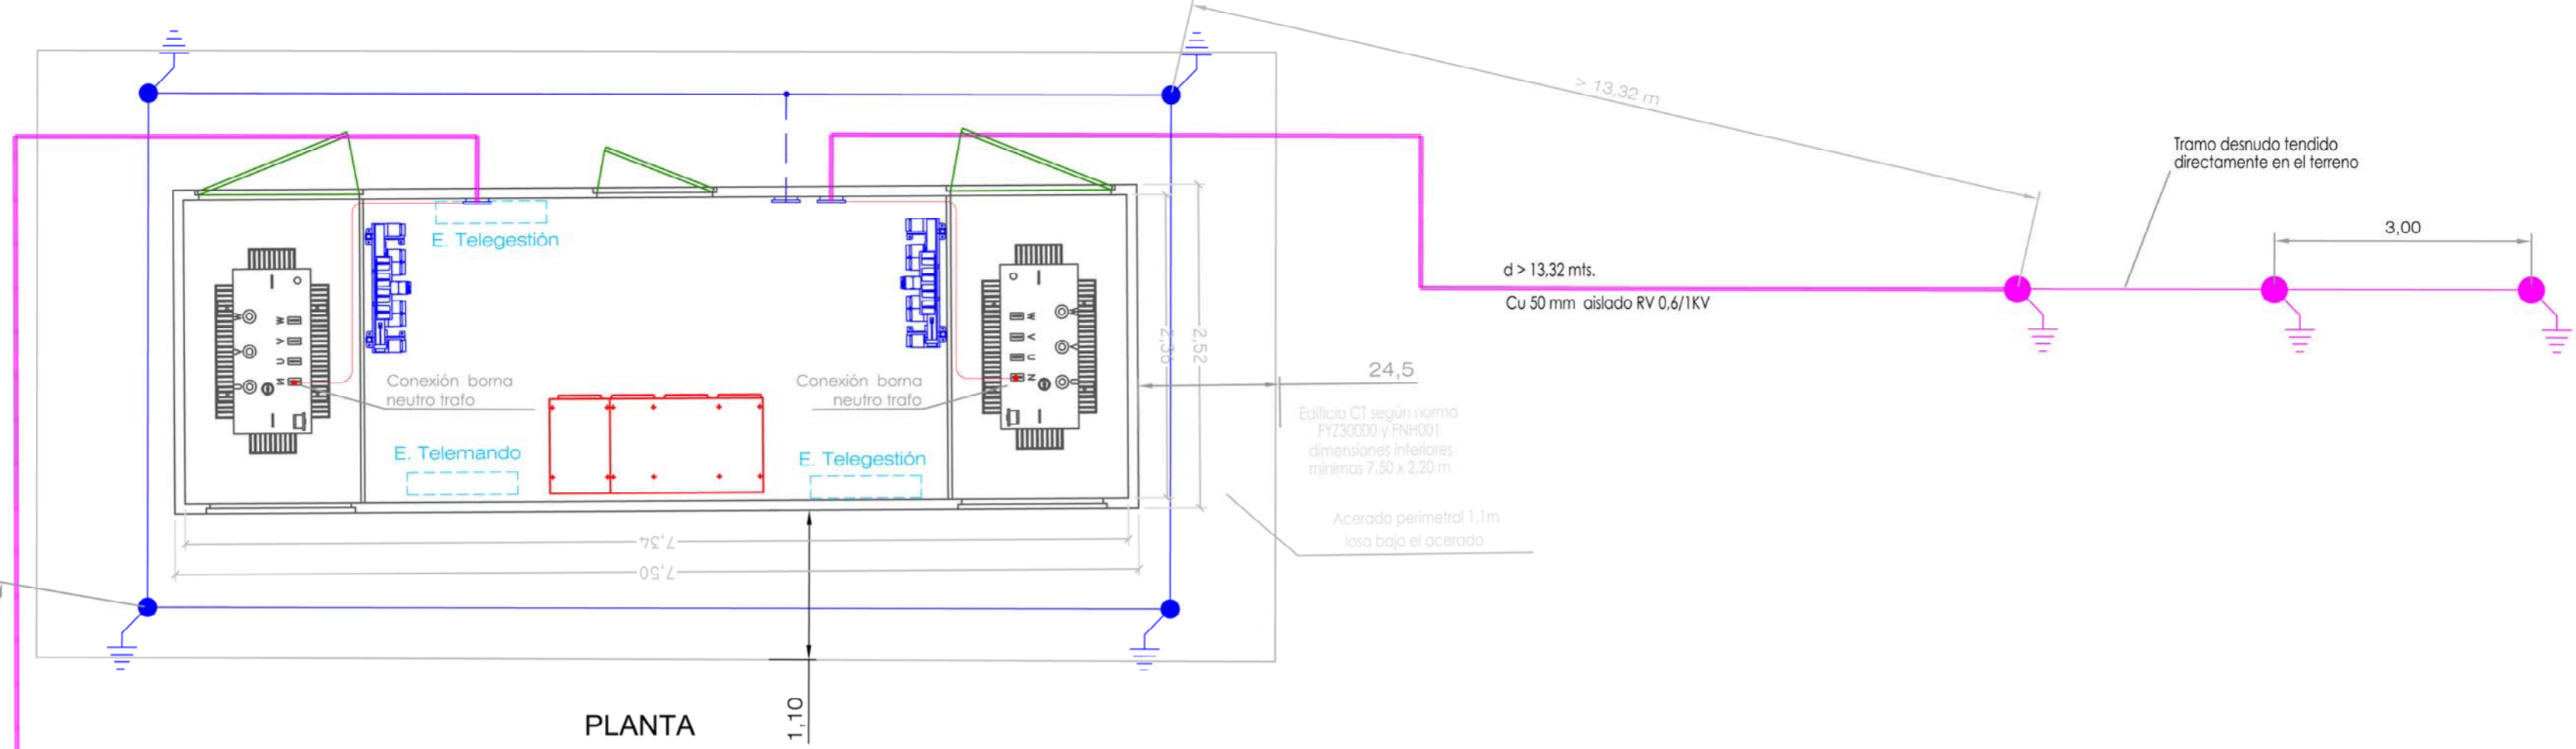 > 13,32 m
Tramo desnudo tendido
directamente en el terreno
3,00
E. Telegestión
d > 13,32 mts.
Cu 50 mm aislado RV 0,6/1KV
W
V
U
N
W
V
U
W
V
U
N
W
V
U
2,36
2,52
Conexión borna
neutro trafo
Conexión borna
neutro trafo
24,5
Edificio CT según norma
FYZ30000 y FNH001
dimensiones interiores
mínimas 7.50 x 2,20 m
E. Telemando
E. Telegestión
Acerado perimetral 1,1m
losa bajo el acerado
7,34
7,50
1,10
PLANTA